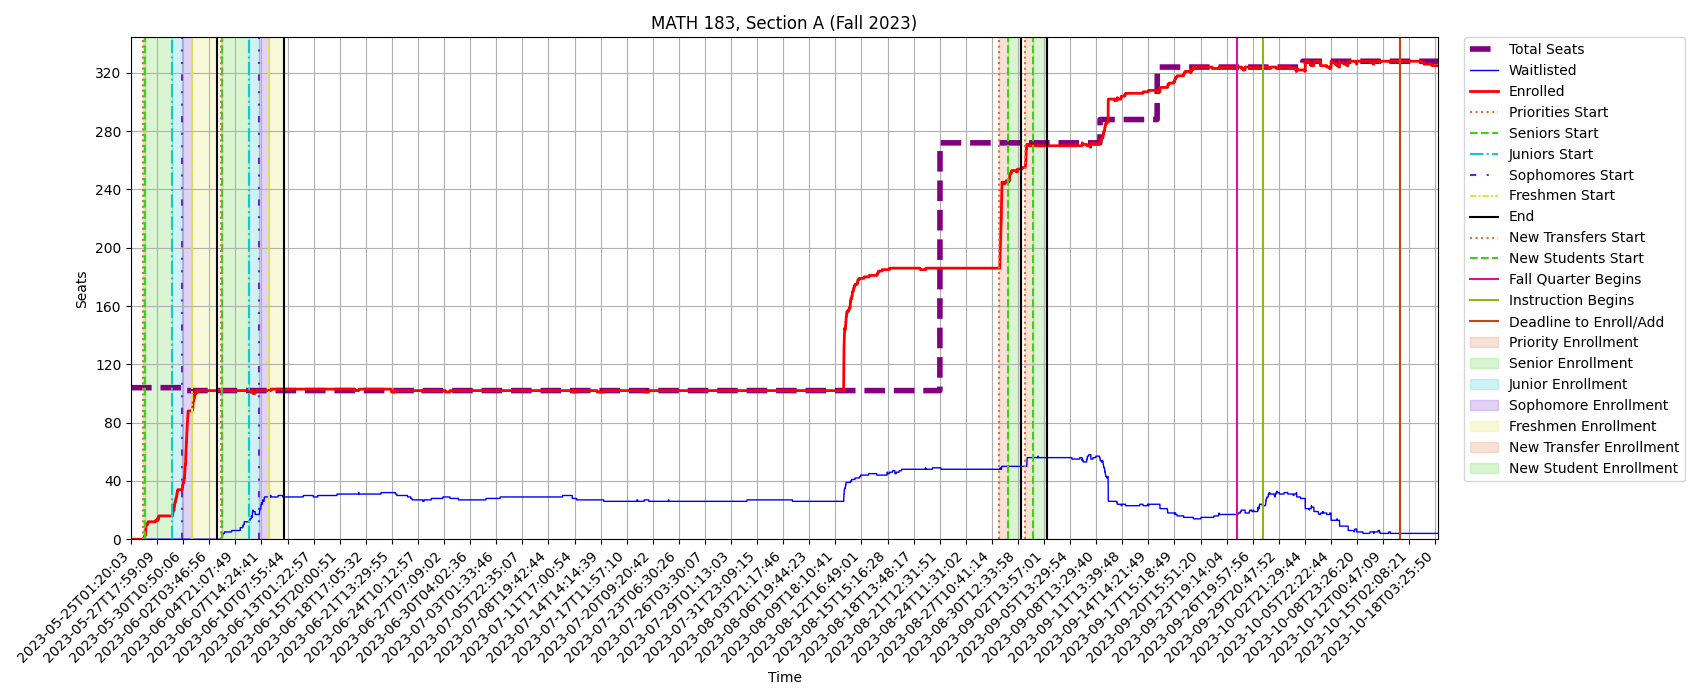 MATH 183, Section A (Fall 2023)
Seats
320
280
240
200
160
120
80
40
0
2023-05-25T01:20:03
2023-05-27T17:59:09
2023-05-30T10:50:06
2023-06-02T03:46:56
2023-06-04T21:07:49
2023-06-07T14:24:41
2023-06-10T07:55:44
2023-06-13T01:22:57
2023-06-15T20:00:51
2023-06-18T17:05:32
2023-06-21T13:29:55
2023-06-24T10:12:57
2023-06-27T07:09:02
2023-06-30T04:02:36
2023-07-03T01:33:46
2023-07-05T22:35:07
2023-07-08T19:42:44
2023-07-11T17:00:54
2023-07-14T14:14:39
2023-07-17T11:57:10
2023-07-20T09:20:42
2023-07-23T06:30:26
2023-07-26T03:30:07
2023-07-29T01:13:03
2023-07-31T23:09:15
2023-08-03T21:17:46
2023-08-06T19:44:23
2023-08-09T18:10:41
2023-08-12T16:49:01
2023-08-15T15:16:28
2023-08-18T13:48:17
2023-08-21T12:31:51
2023-08-24T11:31:02
2023-08-27T10:41:14
2023-08-30T12:33:58
2023-09-02T13:57:01
2023-09-05T13:29:54
2023-09-08T13:29:40
2023-09-11T13:39:48
2023-09-14T14:21:49
2023-09-17T15:18:49
2023-09-20T15:51:20
2023-09-23T19:14:04
2023-09-26T19:57:56
2023-09-29T20:47:52
2023-10-02T21:29:44
2023-10-05T22:22:44
2023-10-08T23:26:20
2023-10-12T00:47:09
2023-10-15T02:08:21
2023-10-18T03:25:50
Time
Total Seats
Waitlisted
Enrolled
Priorities Start
Seniors Start
Juniors Start
Sophomores Start
Freshmen Start
End
New Transfers Start
New Students Start
Fall Quarter Begins
Instruction Begins
Deadline to Enroll/Add
Priority Enrollment
Senior Enrollment
Junior Enrollment
Sophomore Enrollment
Freshmen Enrollment
New Transfer Enrollment
New Student Enrollment